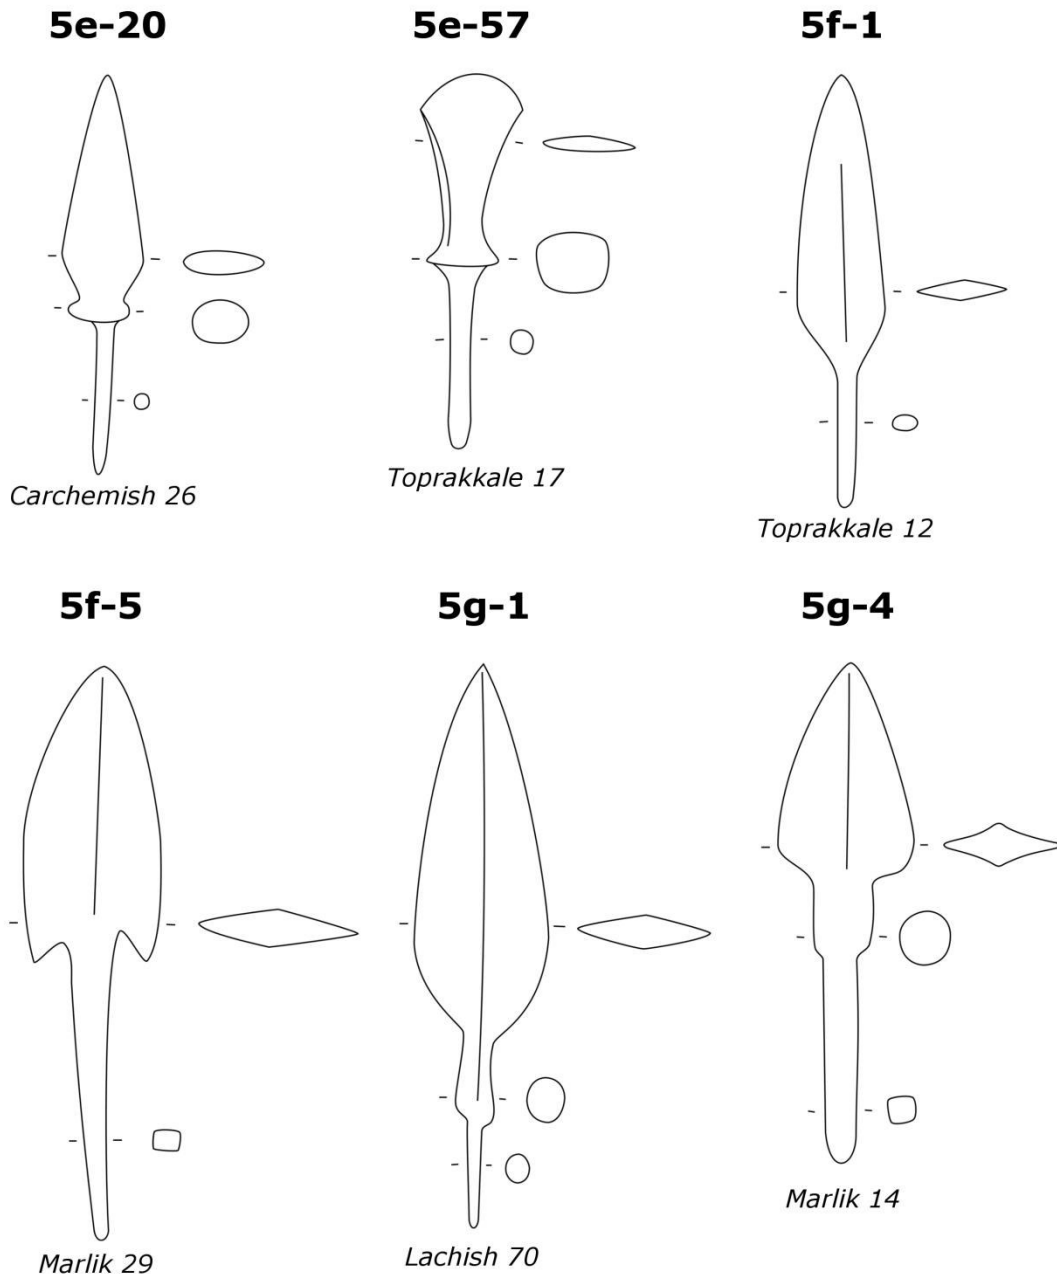 5e-20
5e-57
5f-1
Carchemish 26
Toprakkale 17
Toprakkale 12
5f-5
5g-1
5g-4
Marlik 29
Lachish 70
Marlik 14